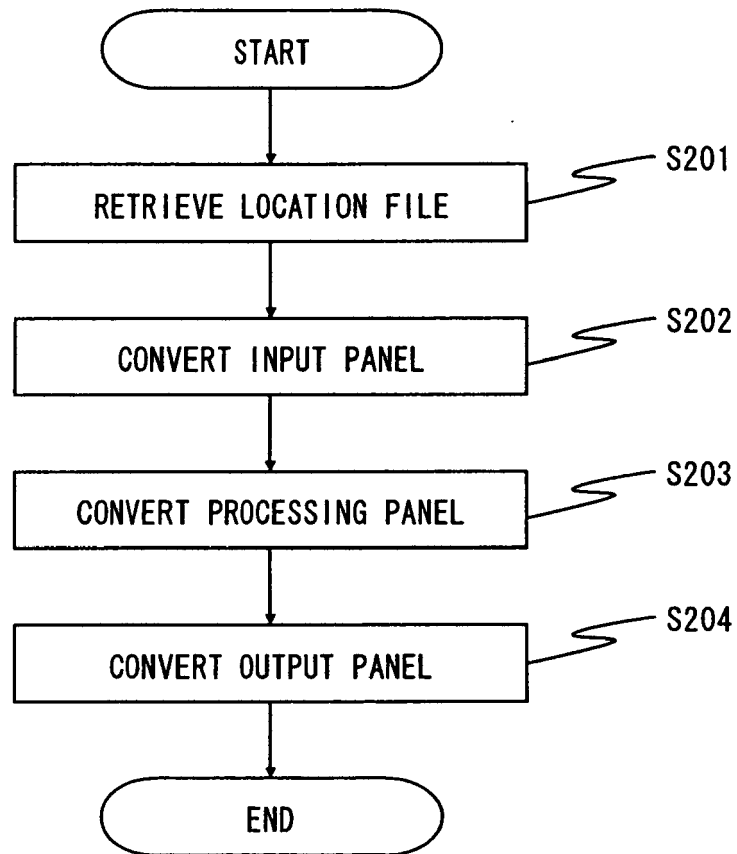 START
RETRIEVE LOCATION FILE
S201
CONVERT INPUT PANEL
S202
CONVERT PROCESSING PANEL
S203
CONVERT OUTPUT PANEL
S204
END